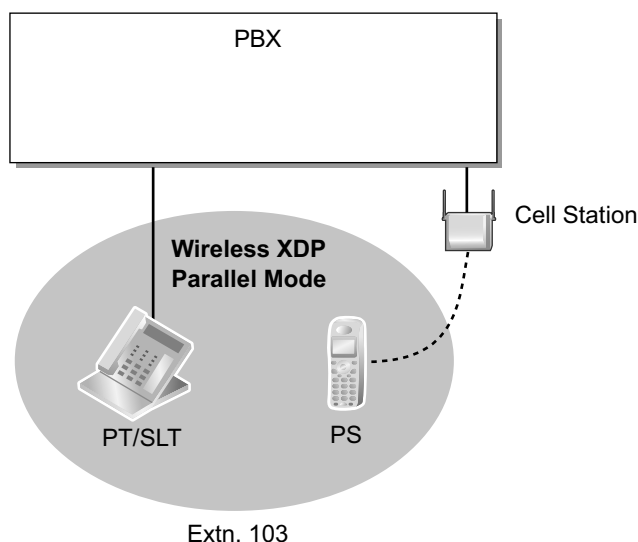 PBX
Cell Station
Wireless XDP
Parallel Mode
PT/SLT
PS
Extn. 103